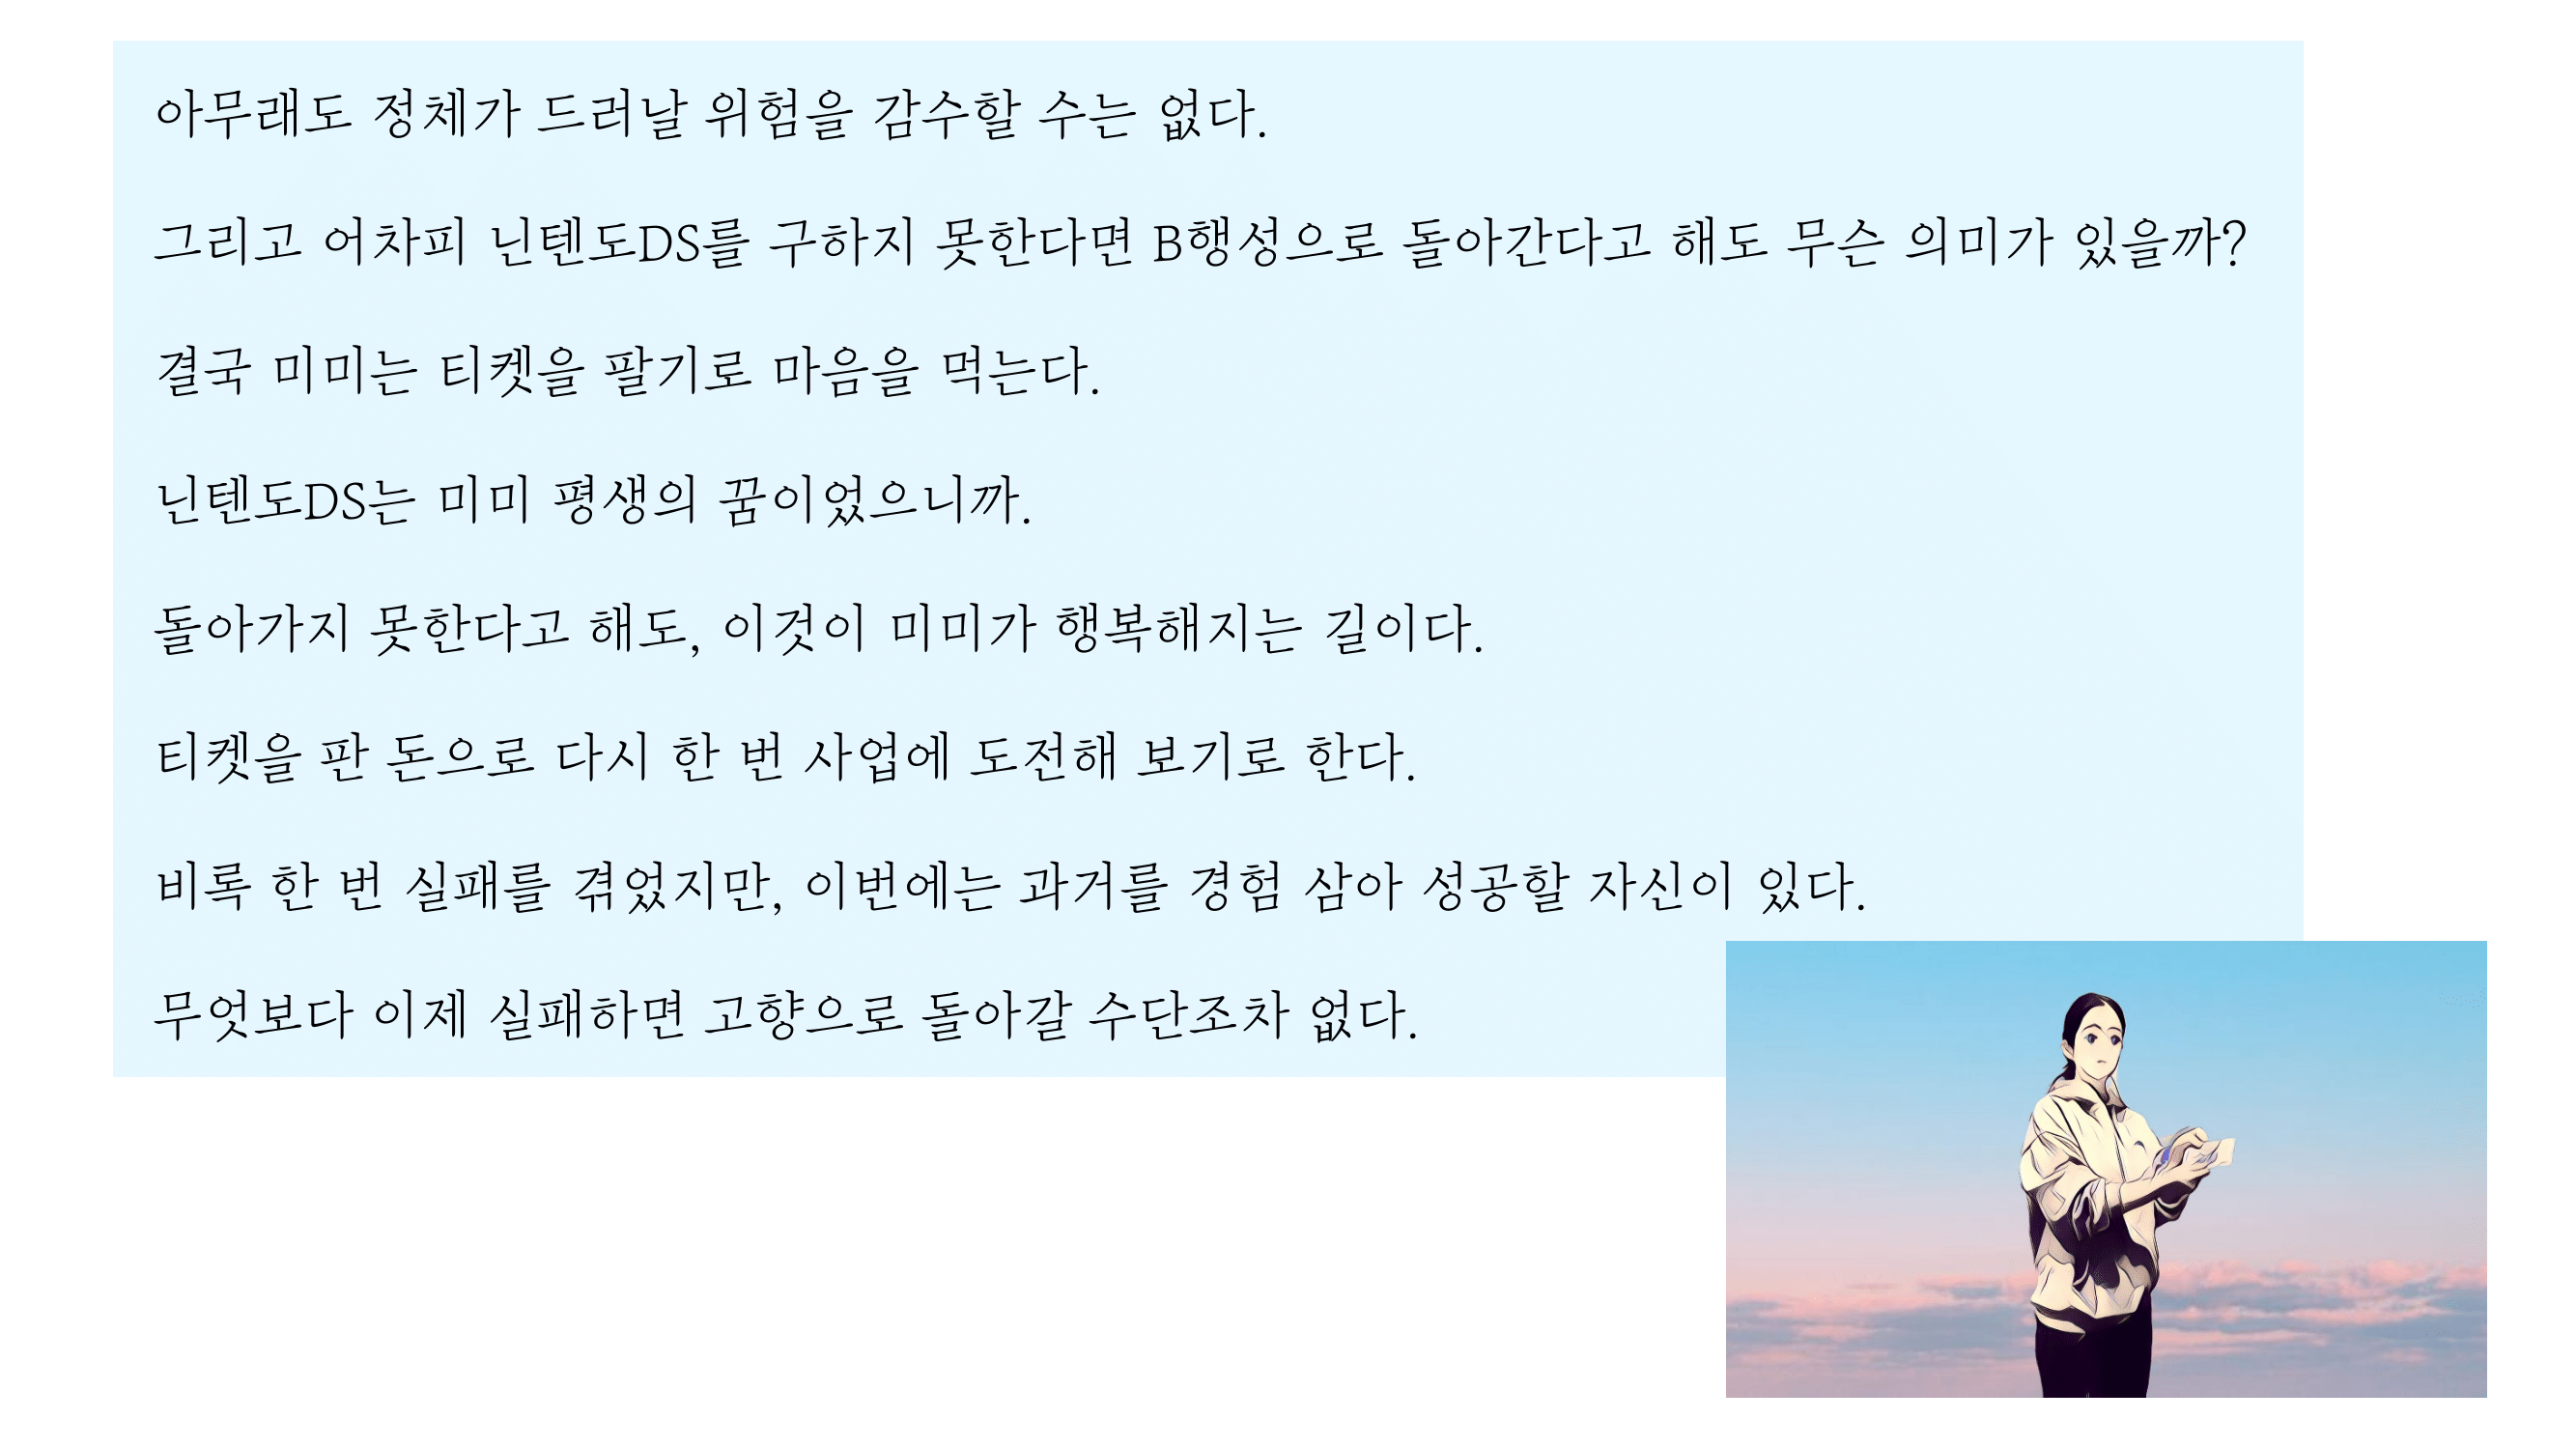 아무래도 정체가 드러날 위험을 감수할 수는 없다.
그리고 어차피 닌텐도DS를 구하지 못한다면 B행성으로 돌아간다고 해도 무슨 의미가 있을까?
결국 미미는 티켓을 팔기로 마음을 먹는다.
닌텐도DS는 미미 평생의 꿈이었으니까.
돌아가지 못한다고 해도, 이것이 미미가 행복해지는 길이다.
티켓을 판 돈으로 다시 한 번 사업에 도전해 보기로 한다.
비록 한 번 실패를 겪었지만, 이번에는 과거를 경험 삼아 성공할 자신이 있다.
무엇보다 이제 실패하면 고향으로 돌아갈 수단조차 없다.